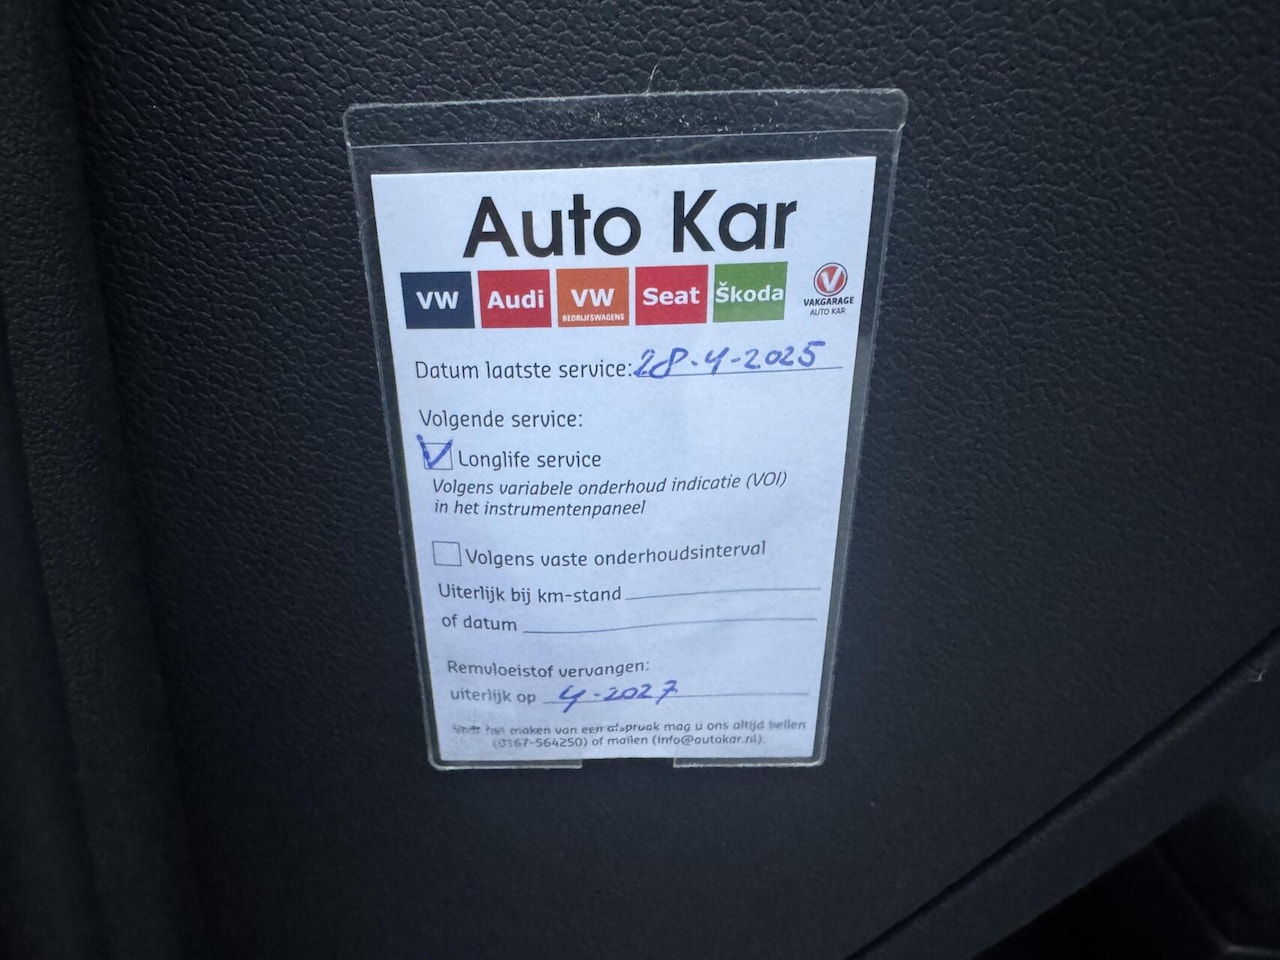 Auto Kar
VW Audi VW Seat Škoda
BEDRIJFSWAGENS
V
VAKGARAGE
AUTO KAR
Datum laatste service: 28-4-2025
Volgende service:
Longlife service
Volgens variabele onderhoud indicatie (VOI)
in het instrumentenpaneel
Volgens vaste onderhoudsinterval
Uiterlijk bij km-stand
of datum
Remvloeistof vervangen:
uiterlijk op 4-2027
Voor het maken van een afspraak mag u ons altijd bellen
(0167-564250) of mailen (info@autokar.nl).